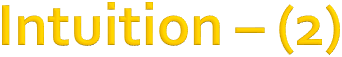 Intuition – (2)